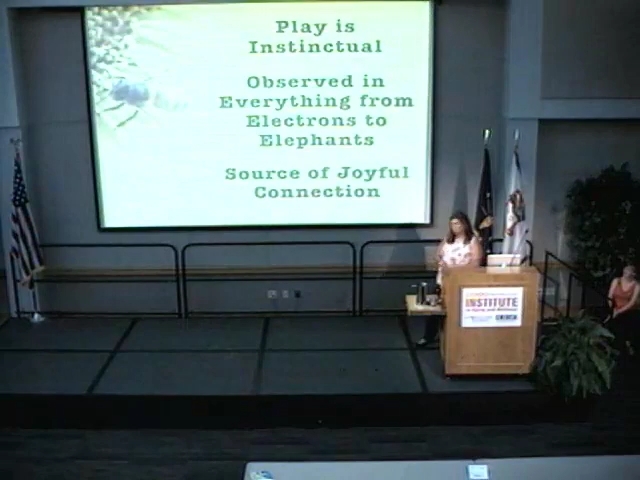 Play is
Instinctual
Observed in
Everything from
Electrons to
Elephants
Source of Joyful
Connection
INSTITUTE